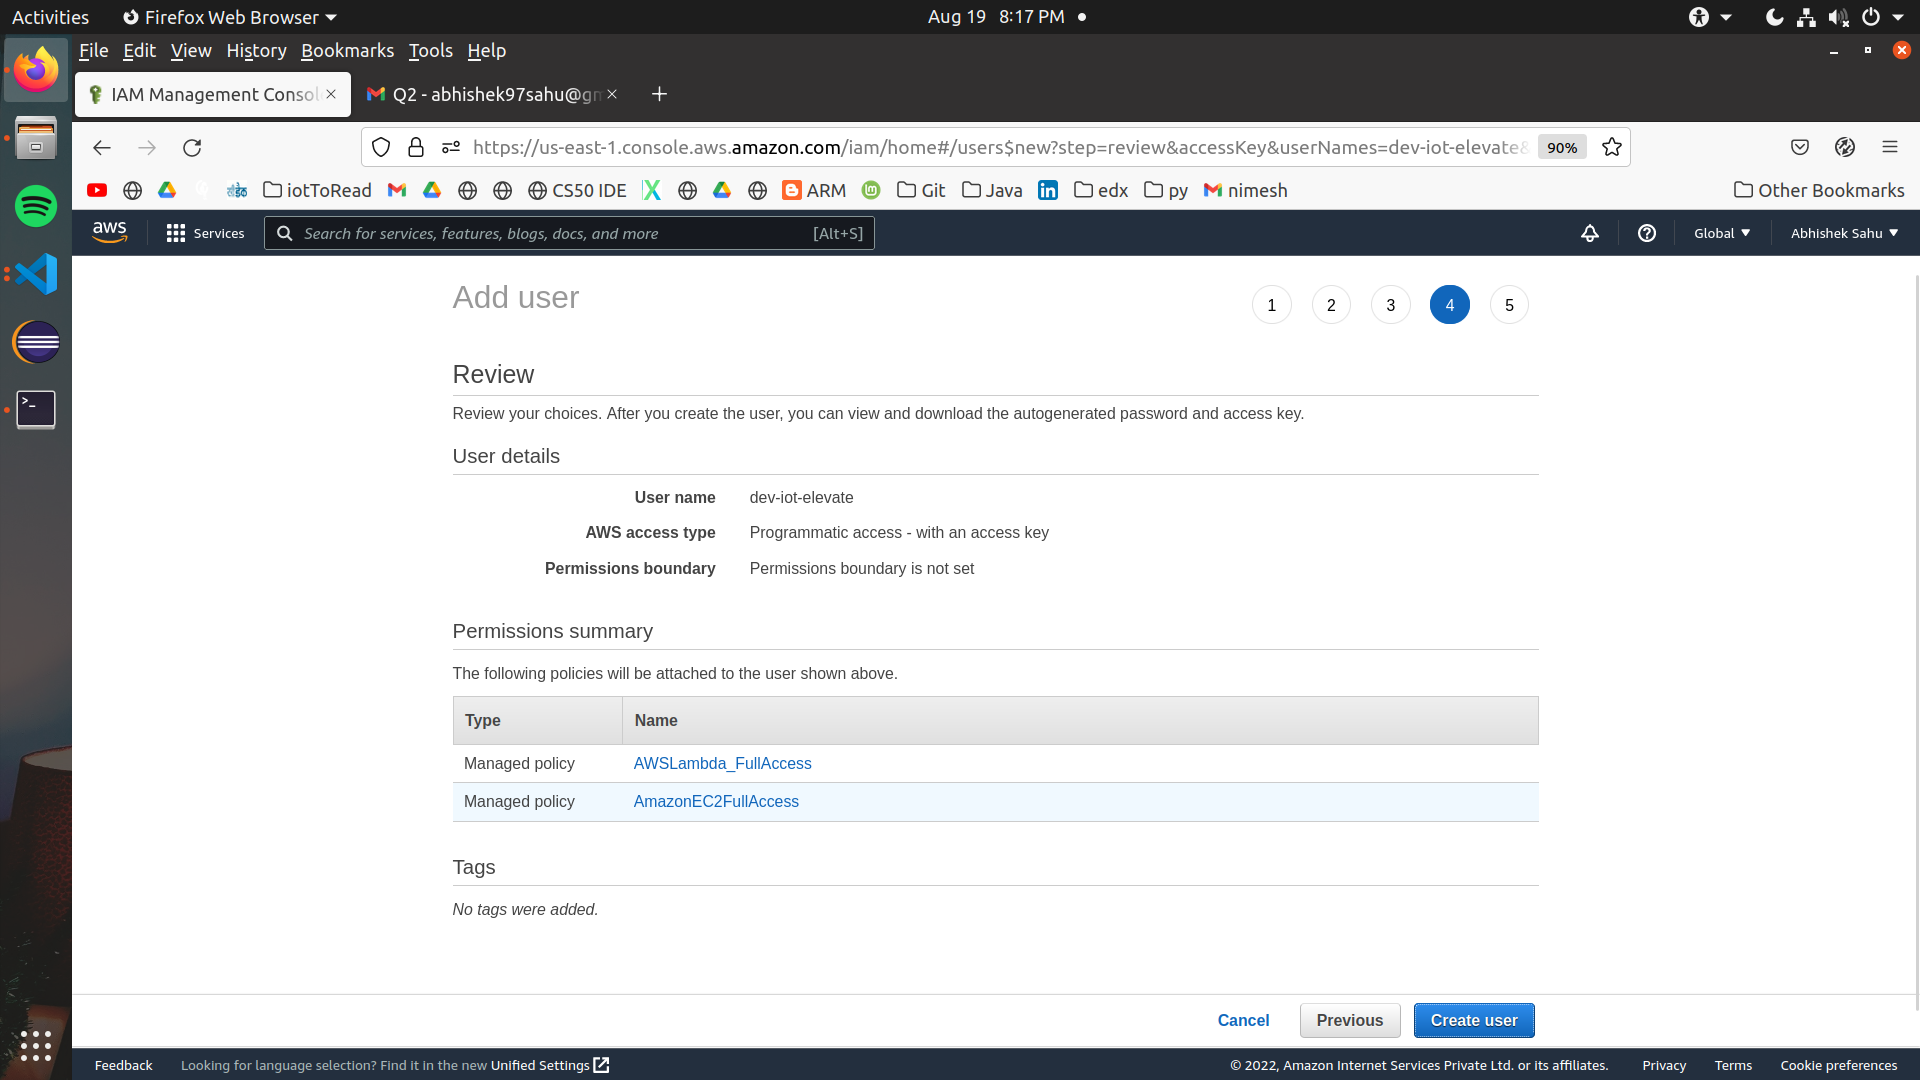 Activities Firefox Web Browser Aug 19 8:17 PM
File Edit View History Bookmarks Tools Help
IAM Management Consol Q2 - abhishek97sahu@gm
https://us-east-1.console.aws.amazon.com/iam/home#/users$new?step=review&accessKey&userNames=dev-iot-elevate& 90%
iotToRead CS50 IDE ARM Git Java edx py nimesh Other Bookmarks
aws Services Search for services, features, blogs, docs, and more [Alt+S] Global Abhishek Sahu
Add user 1 2 3 4 5
Review
Review your choices. After you create the user, you can view and download the autogenerated password and access key.
User details
User name dev-iot-elevate
AWS access type Programmatic access - with an access key
Permissions boundary Permissions boundary is not set
Permissions summary
The following policies will be attached to the user shown above.
Type Name
Managed policy AWSLambda_FullAccess
Managed policy AmazonEC2FullAccess
Tags
No tags were added.
Cancel Previous Create user
Feedback Looking for language selection? Find it in the new Unified Settings © 2022, Amazon Internet Services Private Ltd. or its affiliates. Privacy Terms Cookie preferences